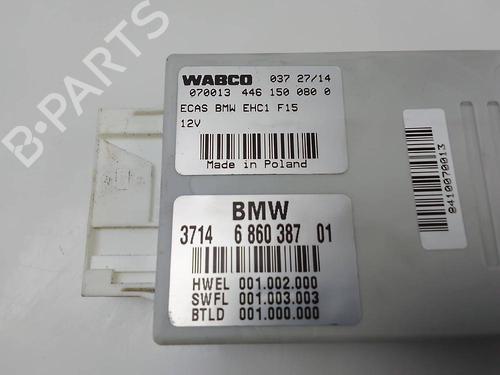 WABCO 037 27/14
070013 446 150 080 0
ECAS BMW EHC1 F15
12V
Made in Poland
BMW
3714 6 860 387 01
HWEL 001.002.000
SWFL 001.003.003
BTLD 001.000.000
8410070013
B-PARTS